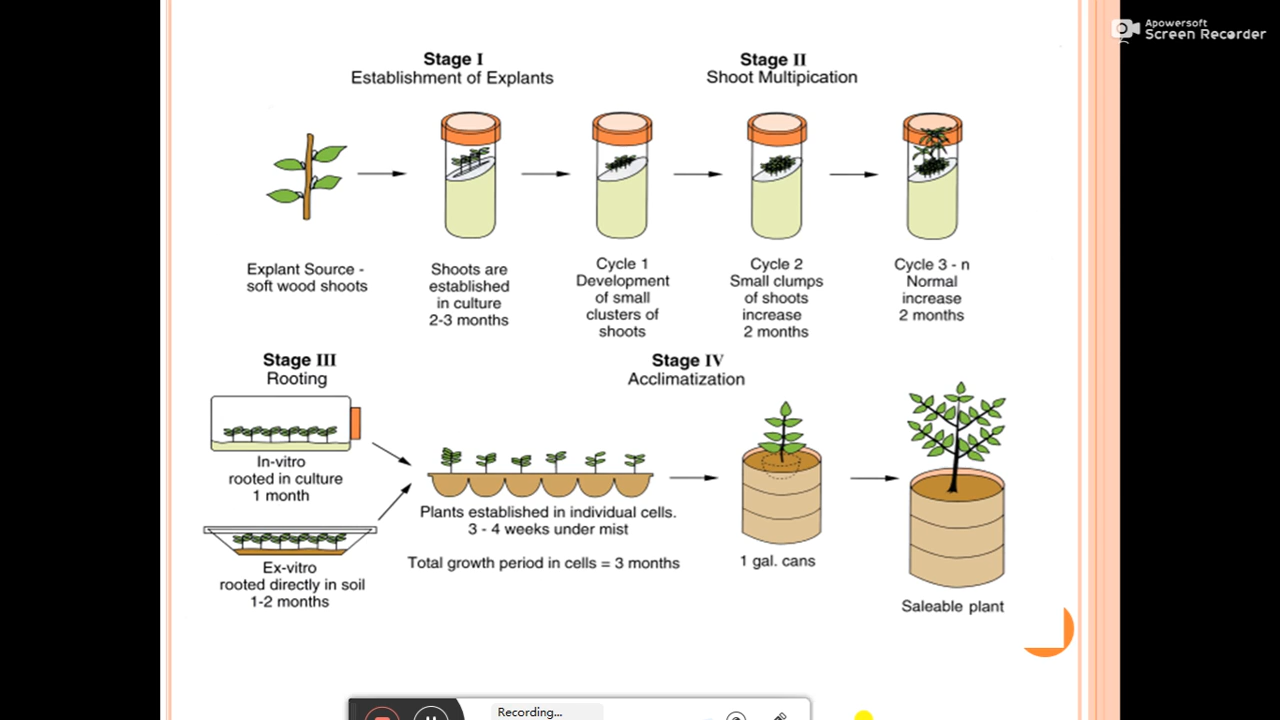 Apowersoft
Screen Recorder
Stage I
Establishment of Explants
Stage II
Shoot Multipication
Explant Source -
soft wood shoots
Shoots are
established
in culture
2-3 months
Cycle 1
Development
of small
clusters of
shoots
Cycle 2
Small clumps
of shoots
increase
2 months
Cycle 3 - n
Normal
increase
2 months
Stage III
Rooting
Stage IV
Acclimatization
In-vitro
rooted in culture
1 month
Ex-vitro
rooted directly in soil
1-2 months
Plants established in individual cells.
3 - 4 weeks under mist
Total growth period in cells = 3 months
1 gal. cans
Saleable plant
Recording...